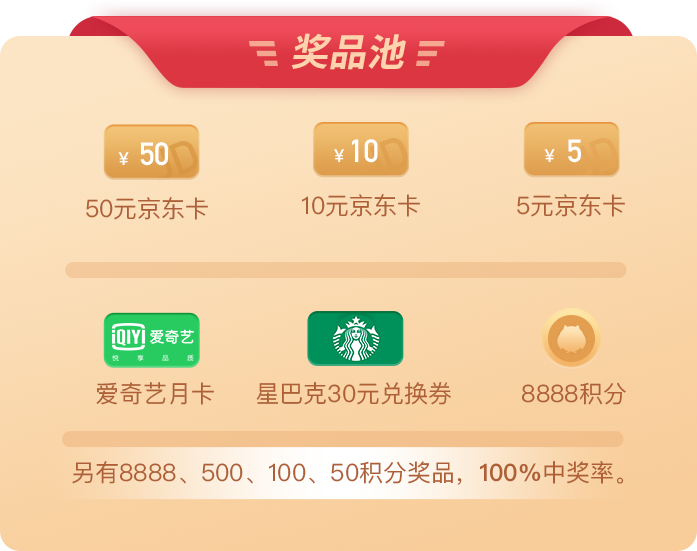 奖品池
¥ 50
¥ 10
¥ 5
50元京东卡
10元京东卡
5元京东卡
iQIYI 爱奇艺
悦享品质
爱奇艺月卡
星巴克30元兑换券
8888积分
另有8888、500、100、50积分奖品，100%中奖率。